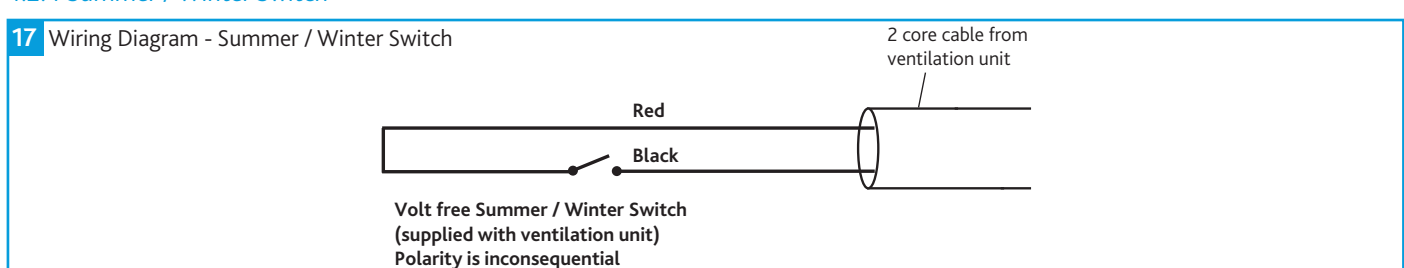 17 Wiring Diagram - Summer / Winter Switch
2 core cable from
ventilation unit
Red
Black
Volt free Summer / Winter Switch
(supplied with ventilation unit)
Polarity is inconsequential